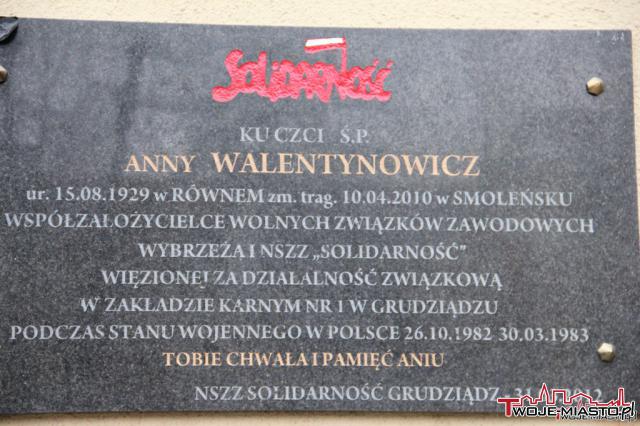 Solidarność
KU CZCI Ś.P.
ANNY WALENTYNOWICZ
ur. 15.08.1929 w RÓWNEM zm. trag. 10.04.2010 w SMOLEŃSKU
WSPÓŁZAŁOŻYCIELCE WOLNYCH ZWIĄZKÓW ZAWODOWYCH
WYBRZEŻA I NSZZ „SOLIDARNOŚĆ”
WIĘZIONEJ ZA DZIAŁALNOŚĆ ZWIĄZKOWĄ
W ZAKŁADZIE KARNYM NR 1 W GRUDZIĄDZU
PODCZAS STANU WOJENNEGO W POLSCE 26.10.1982 30.03.1983
TOBIE CHWAŁA I PAMIĘĆ ANIU
NSZZ SOLIDARNOŚĆ GRUDZIĄDZ
TWOJE-MIASTO.pl